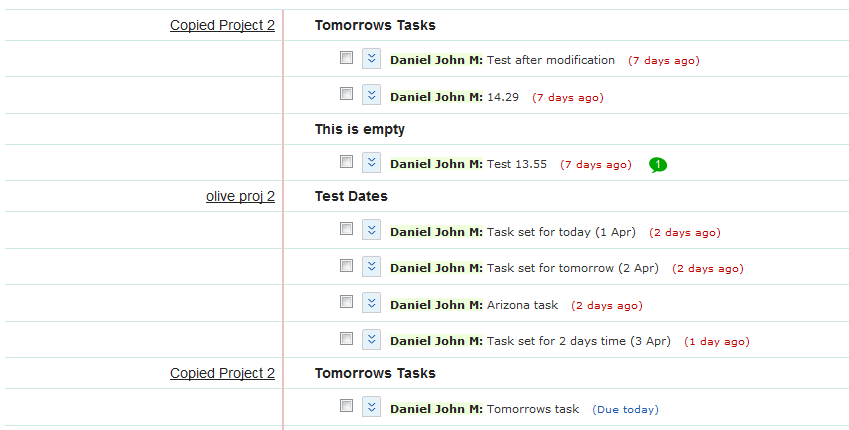 Copied Project 2 Tomorrows Tasks
Daniel John M: Test after modification (7 days ago)
Daniel John M: 14.29 (7 days ago)
This is empty
Daniel John M: Test 13.55 (7 days ago) 1
olive proj 2 Test Dates
Daniel John M: Task set for today (1 Apr) (2 days ago)
Daniel John M: Task set for tomorrow (2 Apr) (2 days ago)
Daniel John M: Arizona task (2 days ago)
Daniel John M: Task set for 2 days time (3 Apr) (1 day ago)
Copied Project 2 Tomorrows Tasks
Daniel John M: Tomorrows task (Due today)